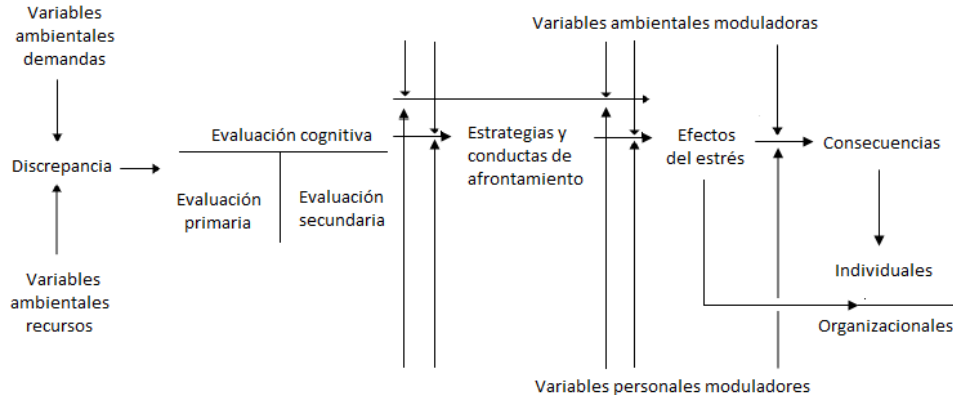 Variables
ambientales
demandas
Variables ambientales moduladoras
Evaluación cognitiva
Discrepancia
Evaluación
primaria
Evaluación
secundaria
Estrategias y
conductas de
afrontamiento
Efectos
del estrés
Consecuencias
Variables
ambientales
recursos
Individuales
Organizacionales
Variables personales moduladores